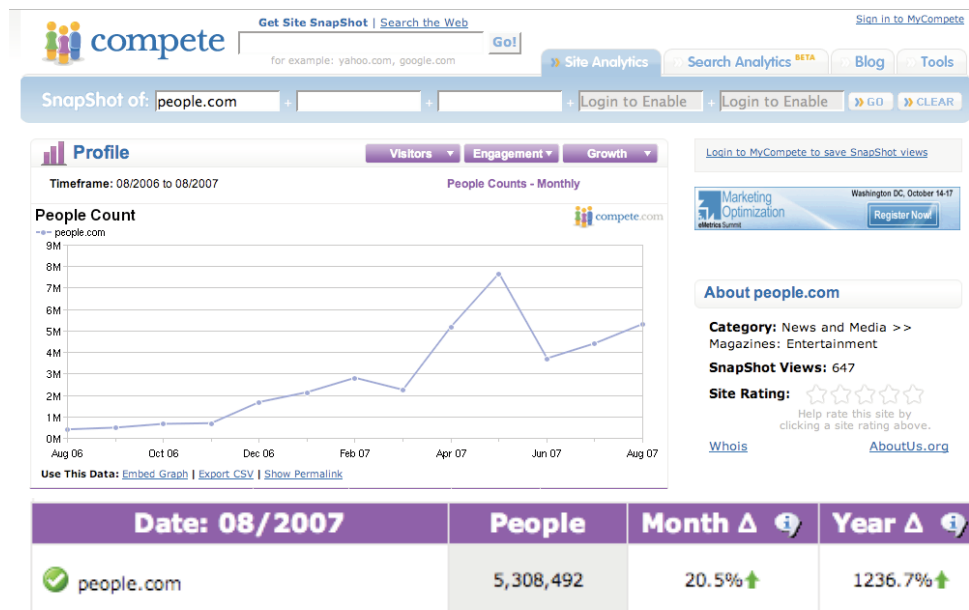 compete
Get Site SnapShot | Search the Web
Go!
for example: yahoo.com, google.com
Sign in to MyCompete
Site Analytics
Search Analytics BETA
Blog
Tools
SnapShot of: people.com + + + Login to Enable + Login to Enable GO CLEAR
Profile
Visitors
Engagement
Growth
Timeframe: 08/2006 to 08/2007
People Counts - Monthly
People Count
compete.com
people.com
9M
8M
7M
6M
5M
4M
3M
2M
1M
0M
Aug 06 Oct 06 Dec 06 Feb 07 Apr 07 Jun 07 Aug 07
Use This Data: Embed Graph | Export CSV | Show Permalink
Login to MyCompete to save SnapShot views
Marketing
Optimization
eMetrics Summit
Washington DC, October 14-17
Register Now!
About people.com
Category: News and Media >>
Magazines: Entertainment
SnapShot Views: 647
Site Rating:
Help rate this site by
clicking a site rating above.
Whois
AboutUs.org
Date: 08/2007 People Month Δ i Year Δ i
people.com 5,308,492 20.5% 1236.7%